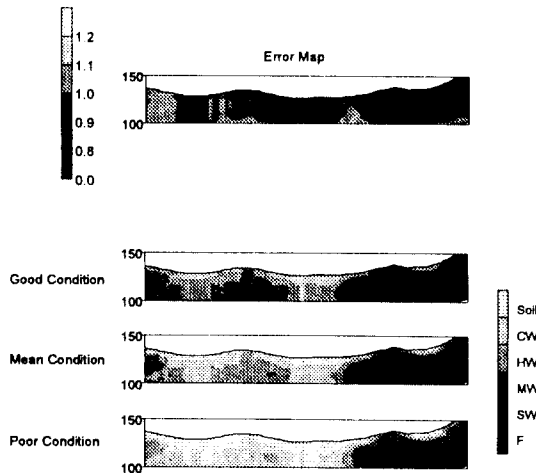 1.2
1.1
1.0
0.9
0.8
0.0
Error Map
150
100
Good Condition
150
100
Mean Condition
150
100
Poor Condition
150
100
Soil
CW
HW
MW
SW
F